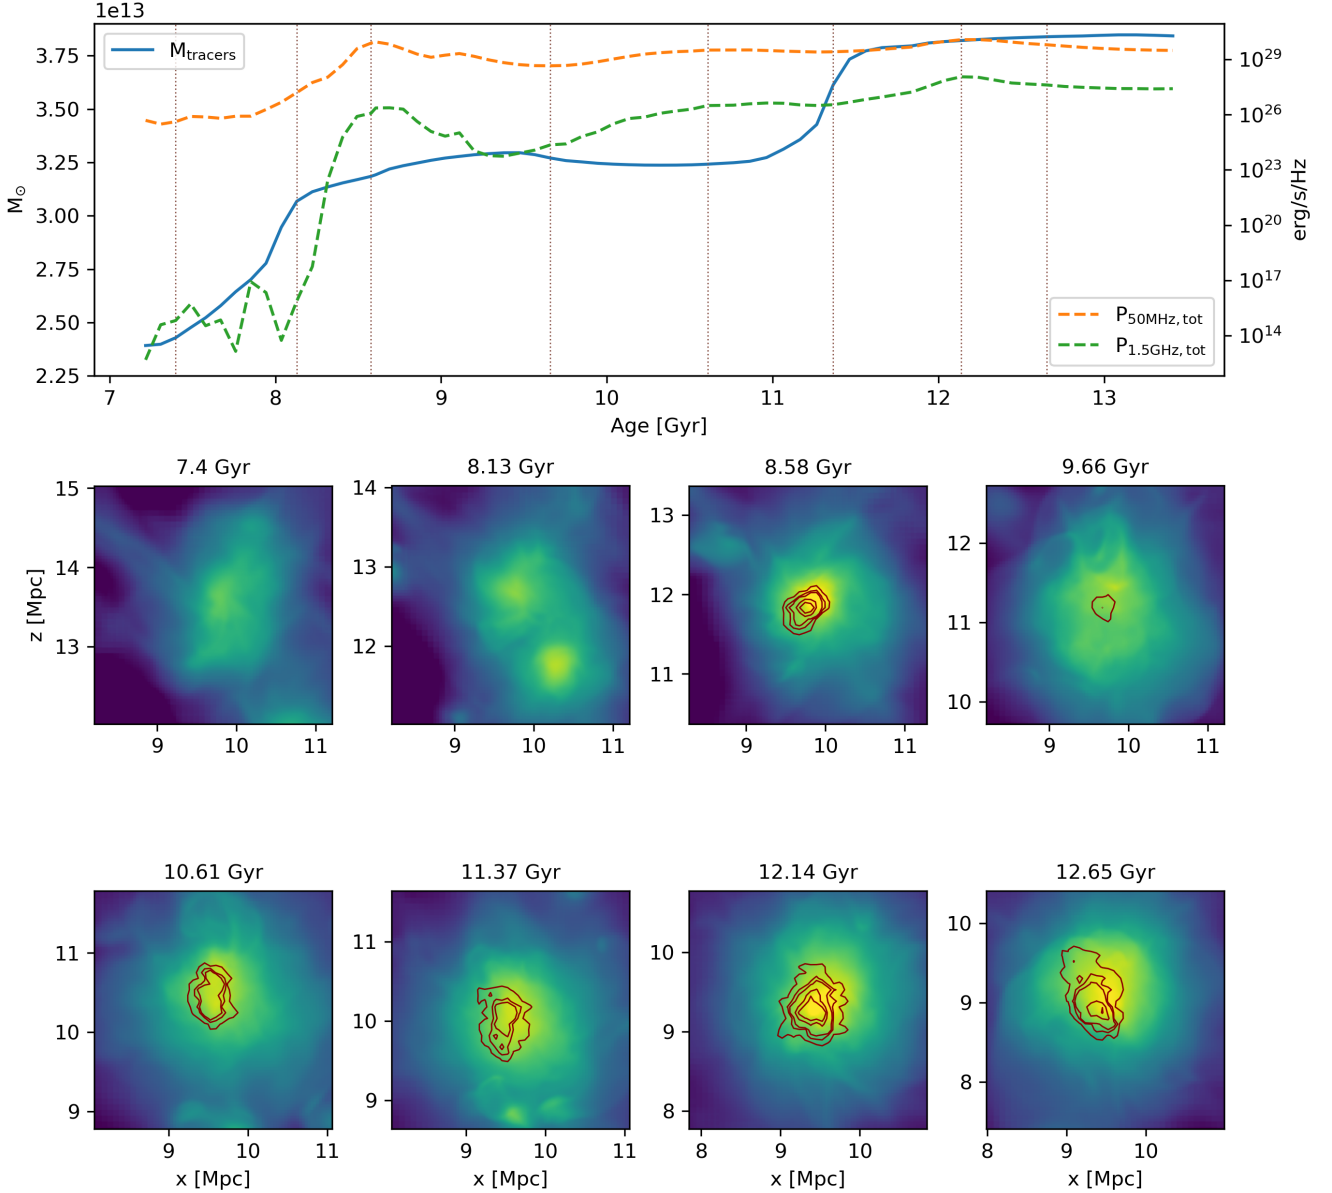 1e13
M_tracers
3.75
3.50
3.25
3.00
2.75
2.50
2.25
M_⊙
10^29
10^26
10^23
10^20
10^17
10^14
erg/s/Hz
P_50MHz, tot
P_1.5GHz, tot
7 8 9 10 11 12 13
Age [Gyr]
7.4 Gyr 8.13 Gyr 8.58 Gyr 9.66 Gyr
z [Mpc]
15
14
13
9 10 11
14
13
12
9 10 11
13
12
11
9 10 11
12
11
10
9 10 11
10.61 Gyr 11.37 Gyr 12.14 Gyr 12.65 Gyr
11
10
9
9 10 11
x [Mpc]
11
10
9
9 10 11
x [Mpc]
10
9
8
8 9 10
x [Mpc]
10
9
8
8 9 10
x [Mpc]